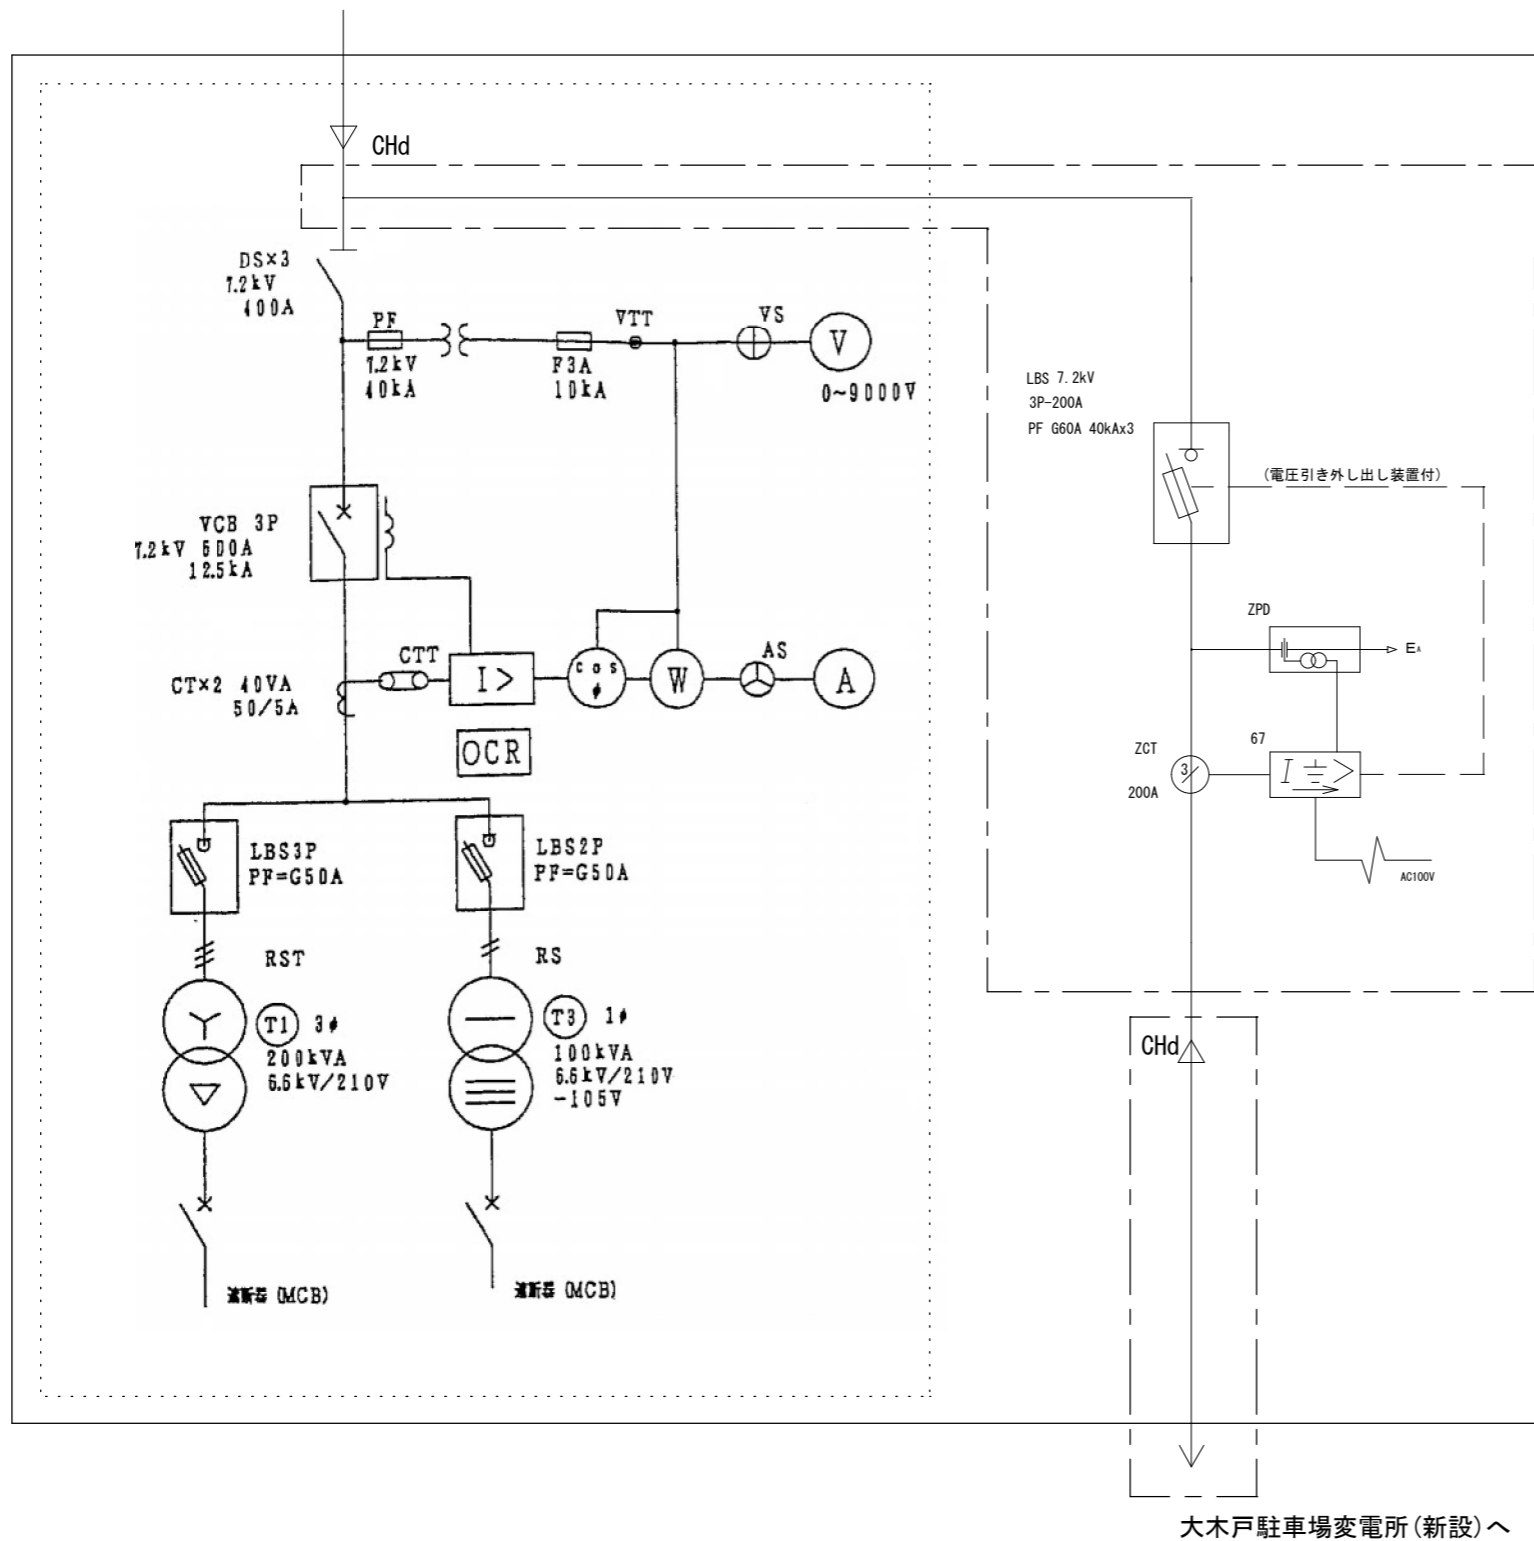 CHd
DS×3
7.2kV
400A
PF
7.2kV
40kA
F3A
10kA
VTT
VS
V
0~9000V
LBS 7.2kV
3P-200A
PF G60A 40kAx3
(電圧引き外し出し装置付)
VCB 3P
7.2kV 600A
12.5kA
ZPD
EA
CT×2 40VA
50/5A
CTT
I>
cos
φ
W
AS
A
OCR
ZCT
200A
3
67
I >
AC100V
LBS3P
PF=G50A
LBS2P
PF=G50A
RST
RS
T1 3φ
200kVA
6.6kV/210V
T3 1φ
100kVA
6.6kV/210V
-105V
CHd
遮断器(MCB)
遮断器(MCB)
大木戸駐車場変電所(新設)へ